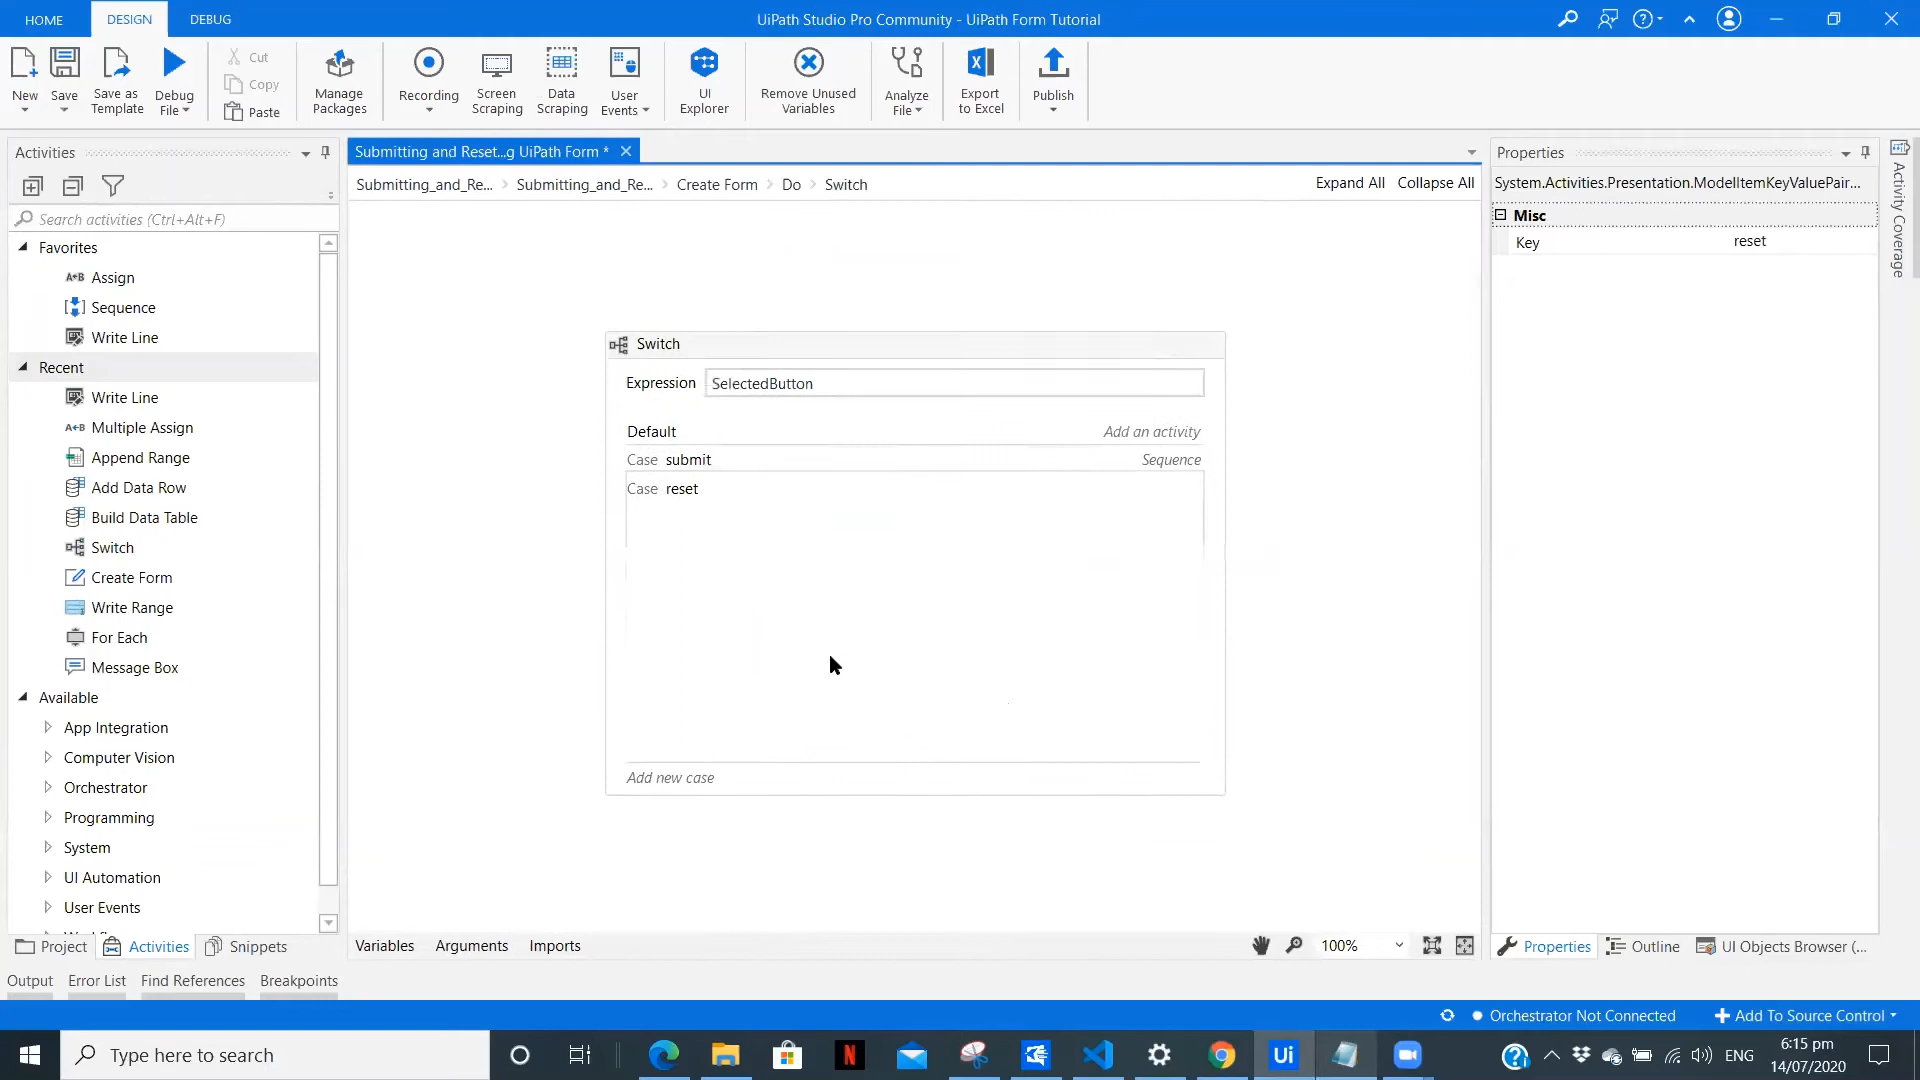 HOME
DESIGN
DEBUG
UiPath Studio Pro Community - UiPath Form Tutorial
New
Save
Save as Template
Debug File
Cut
Copy
Paste
Manage Packages
Recording
Screen Scraping
Data Scraping
User Events
UI Explorer
Remove Unused Variables
Analyze File
Export to Excel
Publish
Activities
Search activities (Ctrl+Alt+F)
Favorites
Assign
Sequence
Write Line
Recent
Write Line
Multiple Assign
Append Range
Add Data Row
Build Data Table
Switch
Create Form
Write Range
For Each
Message Box
Available
App Integration
Computer Vision
Orchestrator
Programming
System
UI Automation
User Events
Project
Activities
Snippets
Submitting and Reset...g UiPath Form *
Submitting_and_Re...
Submitting_and_Re...
Create Form
Do
Switch
Expand All
Collapse All
Switch
Expression
SelectedButton
Default
Add an activity
Case submit
Sequence
Case reset
Add new case
Variables
Arguments
Imports
100%
Properties
System.Activities.Presentation.ModelItemKeyValuePair...
Misc
Key
reset
Activity Coverage
Properties
Outline
UI Objects Browser (...
Output
Error List
Find References
Breakpoints
Orchestrator Not Connected
Add To Source Control
Type here to search
Ui
ENG
6:15 pm
14/07/2020